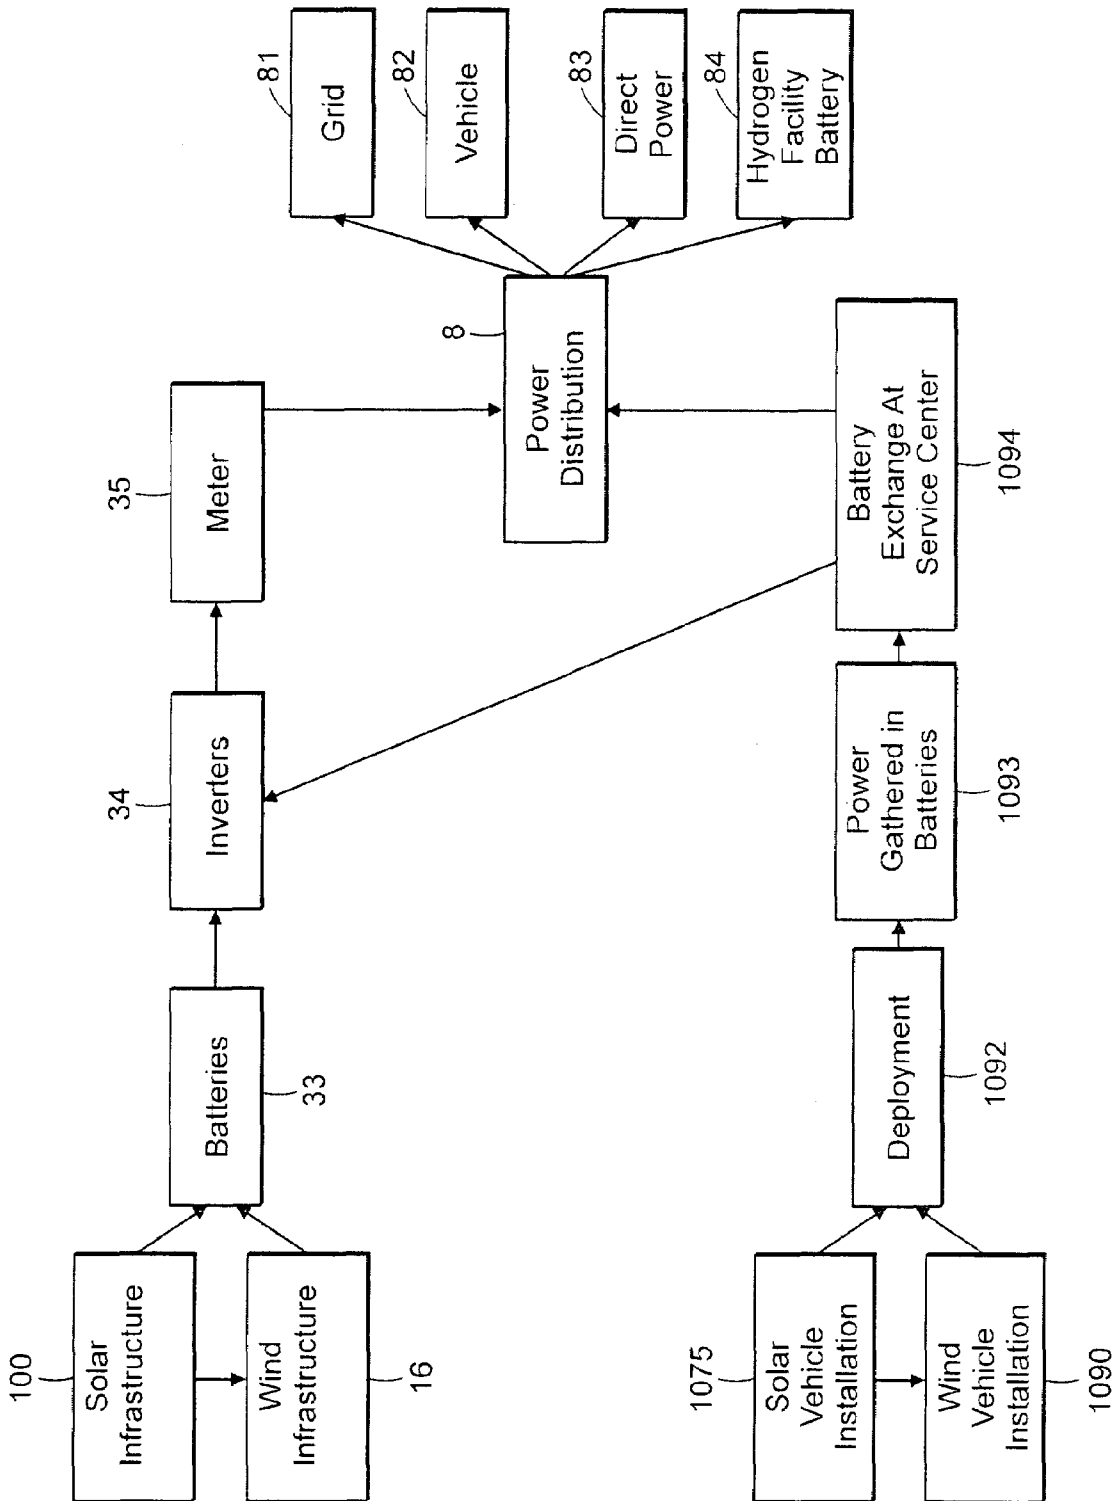 100
Solar
Infrastructure
Wind
Infrastructure
16
Batteries
33
34
Inverters
35
Meter
8
Power
Distribution
81
Grid
82
Vehicle
83
Direct
Power
84
Hydrogen
Facility
Battery
1075
Solar
Vehicle
Installation
Wind
Vehicle
Installation
1090
Deployment
1092
Power
Gathered in
Batteries
1093
Battery
Exchange At
Service Center
1094